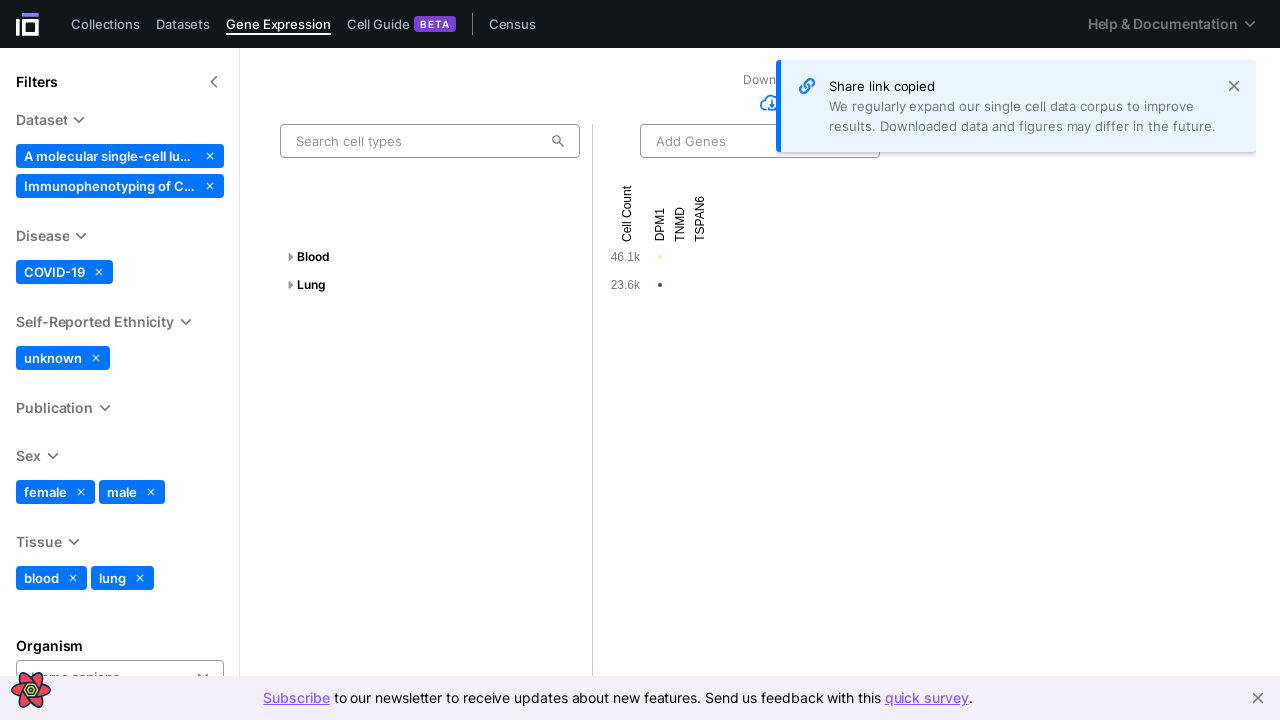 Collections Datasets Gene Expression Cell Guide BETA Census Help & Documentation
Filters
Dataset
A molecular single-cell lu...
Immunophenotyping of C...
Disease
COVID-19
Self-Reported Ethnicity
unknown
Publication
Sex
female male
Tissue
blood lung
Organism
Down
Share link copied
We regularly expand our single cell data corpus to improve
results. Downloaded data and figures may differ in the future.
Search cell types
Add Genes
Cell Count DPM1 TNMD TSPAN6
Blood 46.1k
Lung 23.6k
Subscribe to our newsletter to receive updates about new features. Send us feedback with this quick survey.